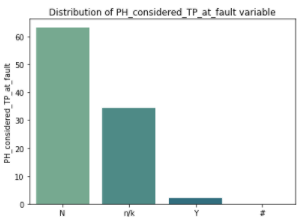 Distribution of PH_considered_TP_at_fault variable
PH_considered_TP_at_fault
60
50
40
30
20
10
0
N n/k Y #